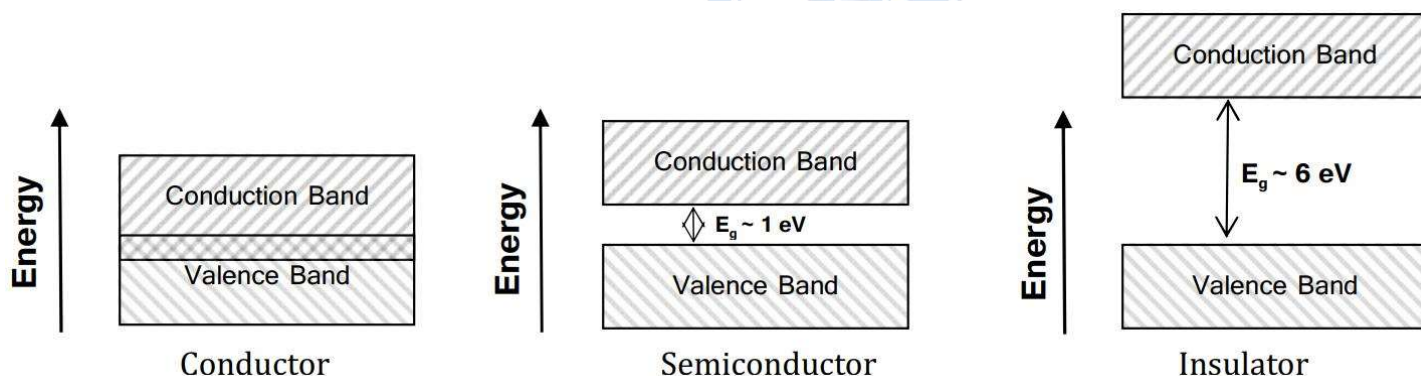 Energy
Conduction Band
Valence Band
Conductor
Energy
Conduction Band
E_g ~ 1 eV
Valence Band
Semiconductor
Energy
Conduction Band
E_g ~ 6 eV
Valence Band
Insulator